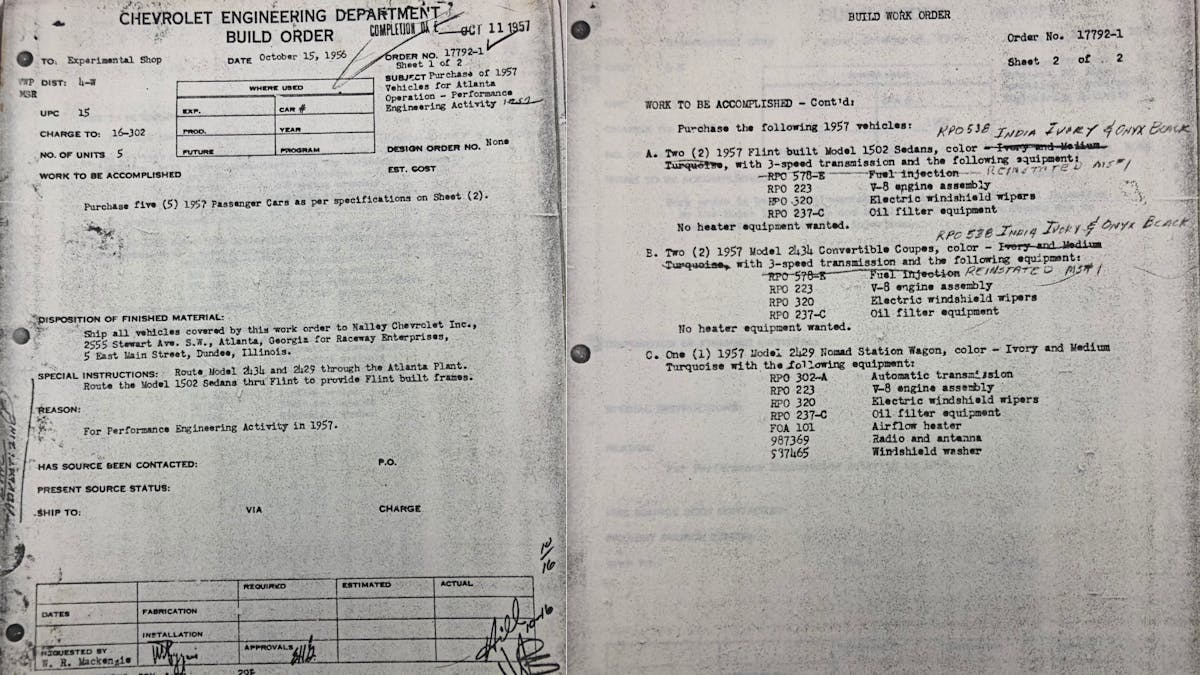 CHEVROLET ENGINEERING DEPARTMENT
BUILD ORDER
COMPLETION DATE OCT 11 1957
TO: Experimental Shop
DATE October 15, 1956
ORDER NO. 17792-1
Sheet 1 of 2
VWP DIST: 4-W
MSR
WHERE USED
SUBJECT Purchase of 1957
Vehicles for Atlanta
Operation - Performance
Engineering Activity 1957
UPC 15
EXP. CAR #
CHARGE TO: 16-302
PROD. YEAR
NO. OF UNITS 5
FUTURE PROGRAM
DESIGN ORDER NO. None
EST. COST
WORK TO BE ACCOMPLISHED
Purchase five (5) 1957 Passenger Cars as per specifications on Sheet (2).
DISPOSITION OF FINISHED MATERIAL:
Ship all vehicles covered by this work order to Nalley Chevrolet Inc.,
2555 Stewart Ave. S.W., Atlanta, Georgia for Raceway Enterprises,
5 East Main Street, Dundee, Illinois.
SPECIAL INSTRUCTIONS: Route Model 2434 and 2429 through the Atlanta Plant.
Route the Model 1502 Sedans thru Flint to provide Flint built frames.
REASON:
For Performance Engineering Activity in 1957.
HAS SOURCE BEEN CONTACTED: P.O.
PRESENT SOURCE STATUS:
SHIP TO: VIA CHARGE
10/16
REQUIRED ESTIMATED ACTUAL
DATES FABRICATION
INSTALLATION
REQUESTED BY
W. R. Mackenzie
APPROVALS
10-16
BUILD WORK ORDER
Order No. 17792-1
Sheet 2 of 2
WORK TO BE ACCOMPLISHED - Cont'd:
Purchase the following 1957 vehicles:
RPO 538 INDIA IVORY & ONYX BLACK
A. Two (2) 1957 Flint built Model 1502 Sedans, color - Ivory and Medium
Turquoise, with 3-speed transmission and the following equipment:
RPO 578-E Fuel injection REINSTATED MS#1
RPO 223 V-8 engine assembly
RPO 320 Electric windshield wipers
RPO 237-C Oil filter equipment
No heater equipment wanted.
RPO 538 INDIA IVORY & ONYX BLACK
B. Two (2) 1957 Model 2434 Convertible Coupes, color - Ivory and Medium
Turquoise, with 3-speed transmission and the following equipment:
RPO 578-E Fuel Injection REINSTATED MS#1
RPO 223 V-8 engine assembly
RPO 320 Electric windshield wipers
RPO 237-C Oil filter equipment
No heater equipment wanted.
C. One (1) 1957 Model 2429 Nomad Station Wagon, color - Ivory and Medium
Turquoise with the following equipment:
RPO 302-A Automatic transmission
RPO 223 V-8 engine assembly
RPO 320 Electric windshield wipers
RPO 237-C Oil filter equipment
FOA 101 Airflow heater
987369 Radio and antenna
987465 Windshield washer